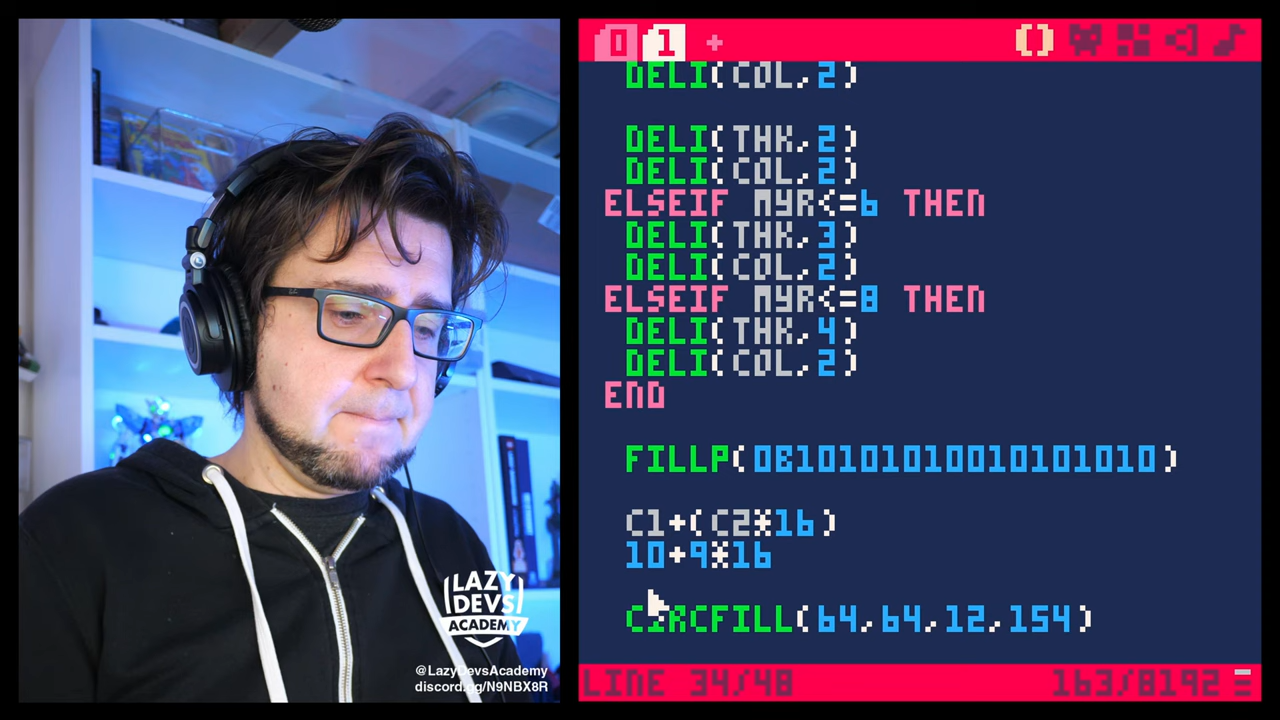 LAZY
DEVS
ACADEMY
@LazyDevsAcademy
discord.gg/N9NBX8R
0 1 +
DELI(COL,2)
DELI(THK,2)
DELI(COL,2)
ELSEIF MYR<=6 THEN
DELI(THK,3)
DELI(COL,2)
ELSEIF MYR<=8 THEN
DELI(THK,4)
DELI(COL,2)
END
FILLP(0B1010101001010101010)
C1+(C2*16)
10+9*16
CIRCFILL(64,64,12,154)
LINE 34/48
163/8192